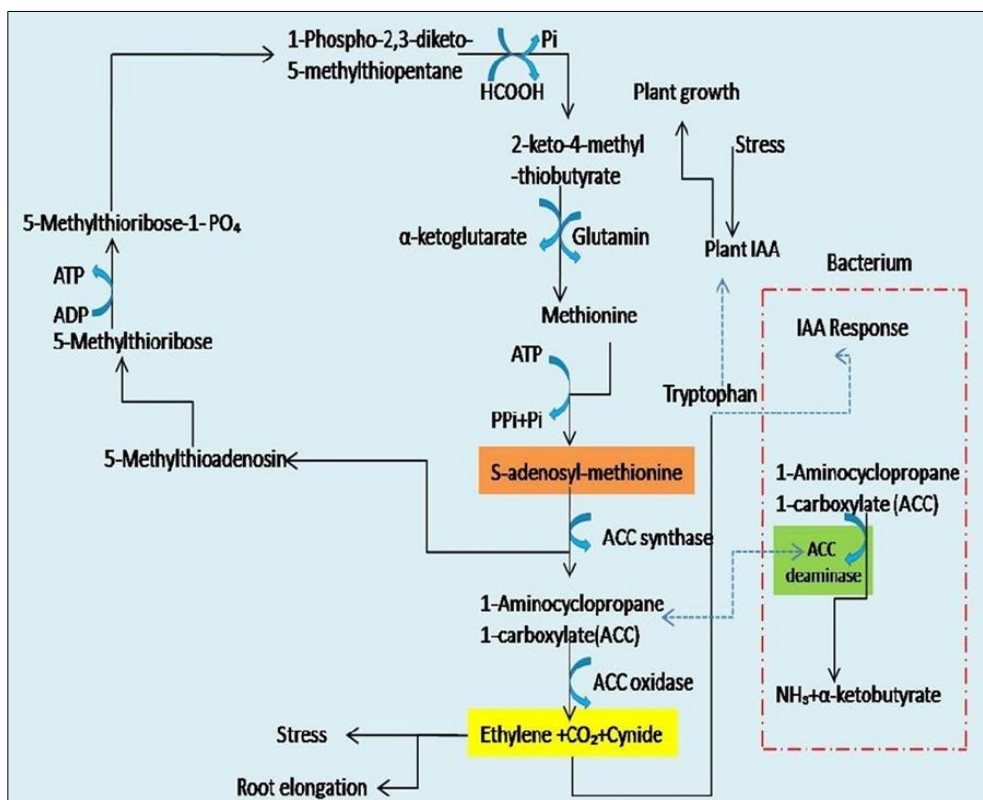 1-Phospho-2,3-diketo-
5-methylthiopentane
Pi
HCOOH
Plant growth
2-keto-4-methyl
-thiobutyrate
Stress
5-Methylthioribose-1-PO₄
α-ketoglutarate
Glutamin
Plant IAA
Bacterium
ATP
ADP
5-Methylthioribose
Methionine
IAA Response
ATP
PPi+Pi
Tryptophan
5-Methylthioadenosin
S-adenosyl-methionine
1-Aminocyclopropane
1-carboxylate (ACC)
ACC synthase
ACC
deaminase
1-Aminocyclopropane
1-carboxylate(ACC)
ACC oxidase
NH₃+α-ketobutyrate
Stress
Ethylene +CO₂+Cynide
Root elongation